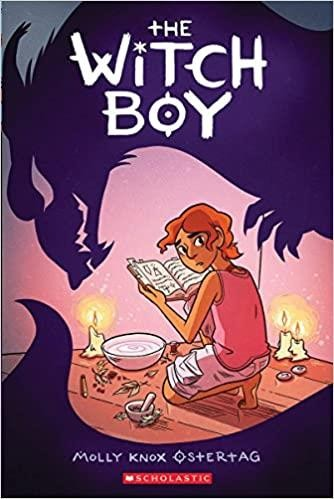 THE
WiTCH
BOY
MOLLY KNOX OSTERTAG
SCHOLASTIC